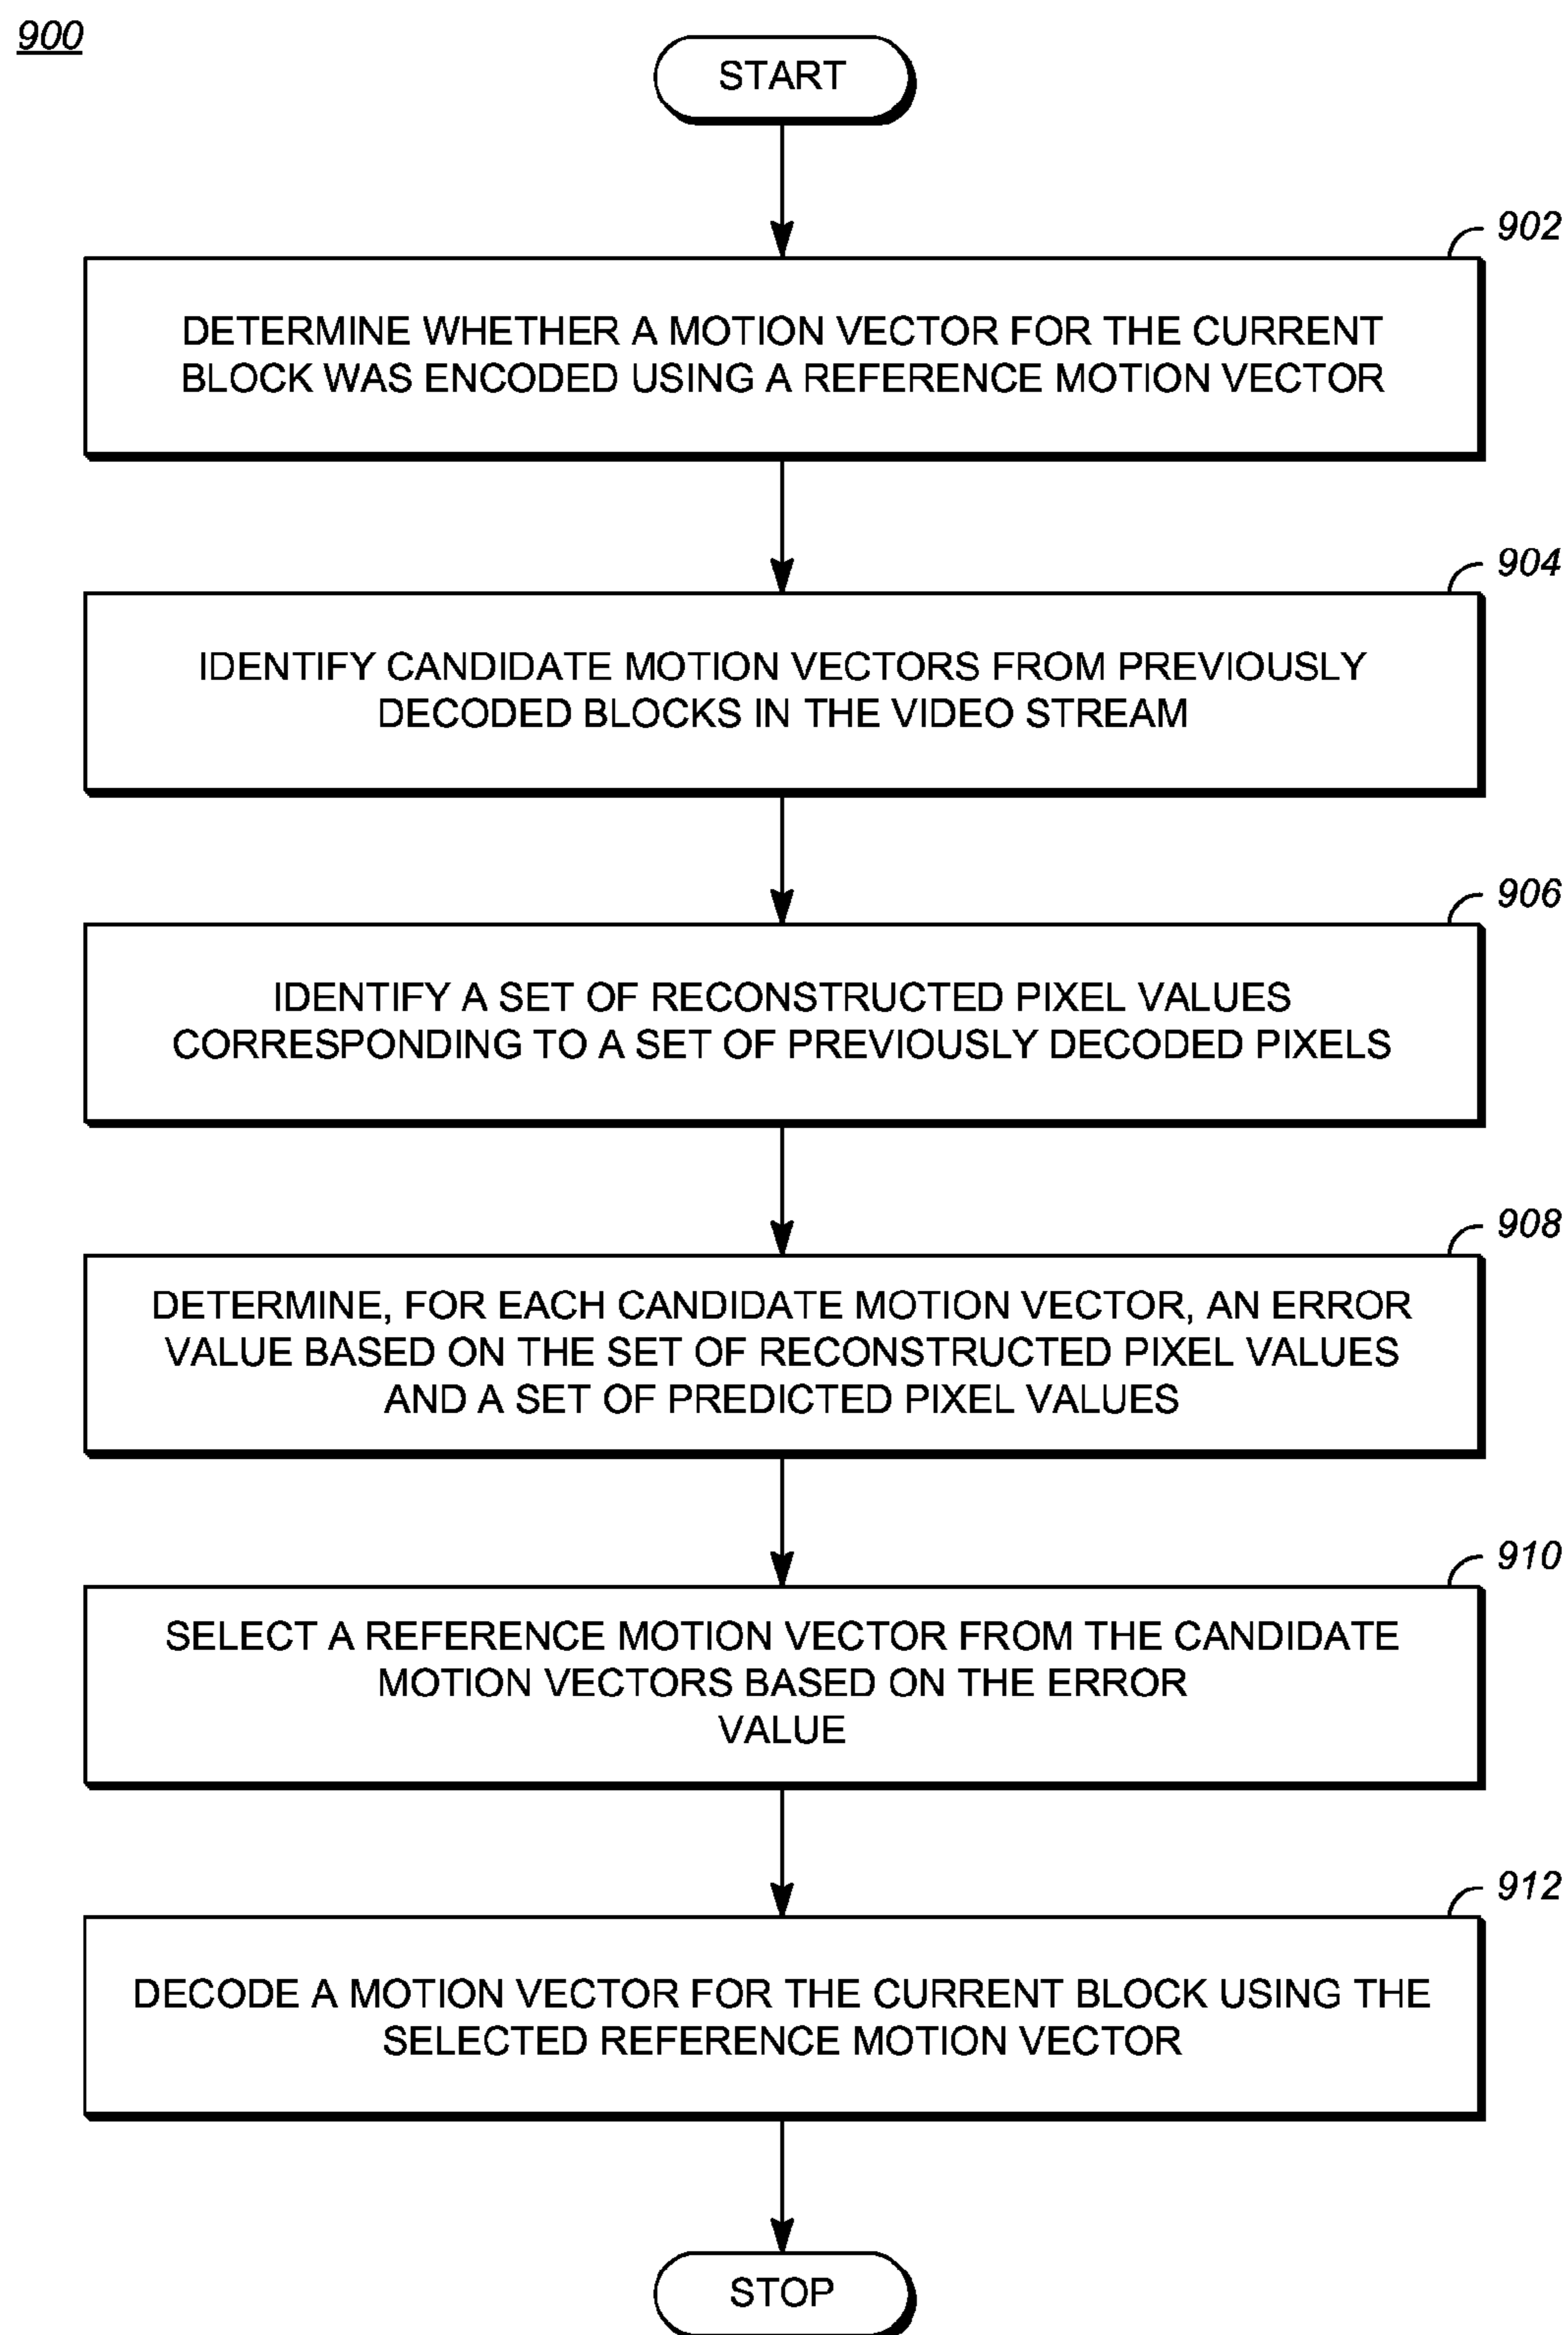 900
START
902
DETERMINE WHETHER A MOTION VECTOR FOR THE CURRENT
BLOCK WAS ENCODED USING A REFERENCE MOTION VECTOR
904
IDENTIFY CANDIDATE MOTION VECTORS FROM PREVIOUSLY
DECODED BLOCKS IN THE VIDEO STREAM
906
IDENTIFY A SET OF RECONSTRUCTED PIXEL VALUES
CORRESPONDING TO A SET OF PREVIOUSLY DECODED PIXELS
908
DETERMINE, FOR EACH CANDIDATE MOTION VECTOR, AN ERROR
VALUE BASED ON THE SET OF RECONSTRUCTED PIXEL VALUES
AND A SET OF PREDICTED PIXEL VALUES
910
SELECT A REFERENCE MOTION VECTOR FROM THE CANDIDATE
MOTION VECTORS BASED ON THE ERROR
VALUE
912
DECODE A MOTION VECTOR FOR THE CURRENT BLOCK USING THE
SELECTED REFERENCE MOTION VECTOR
STOP